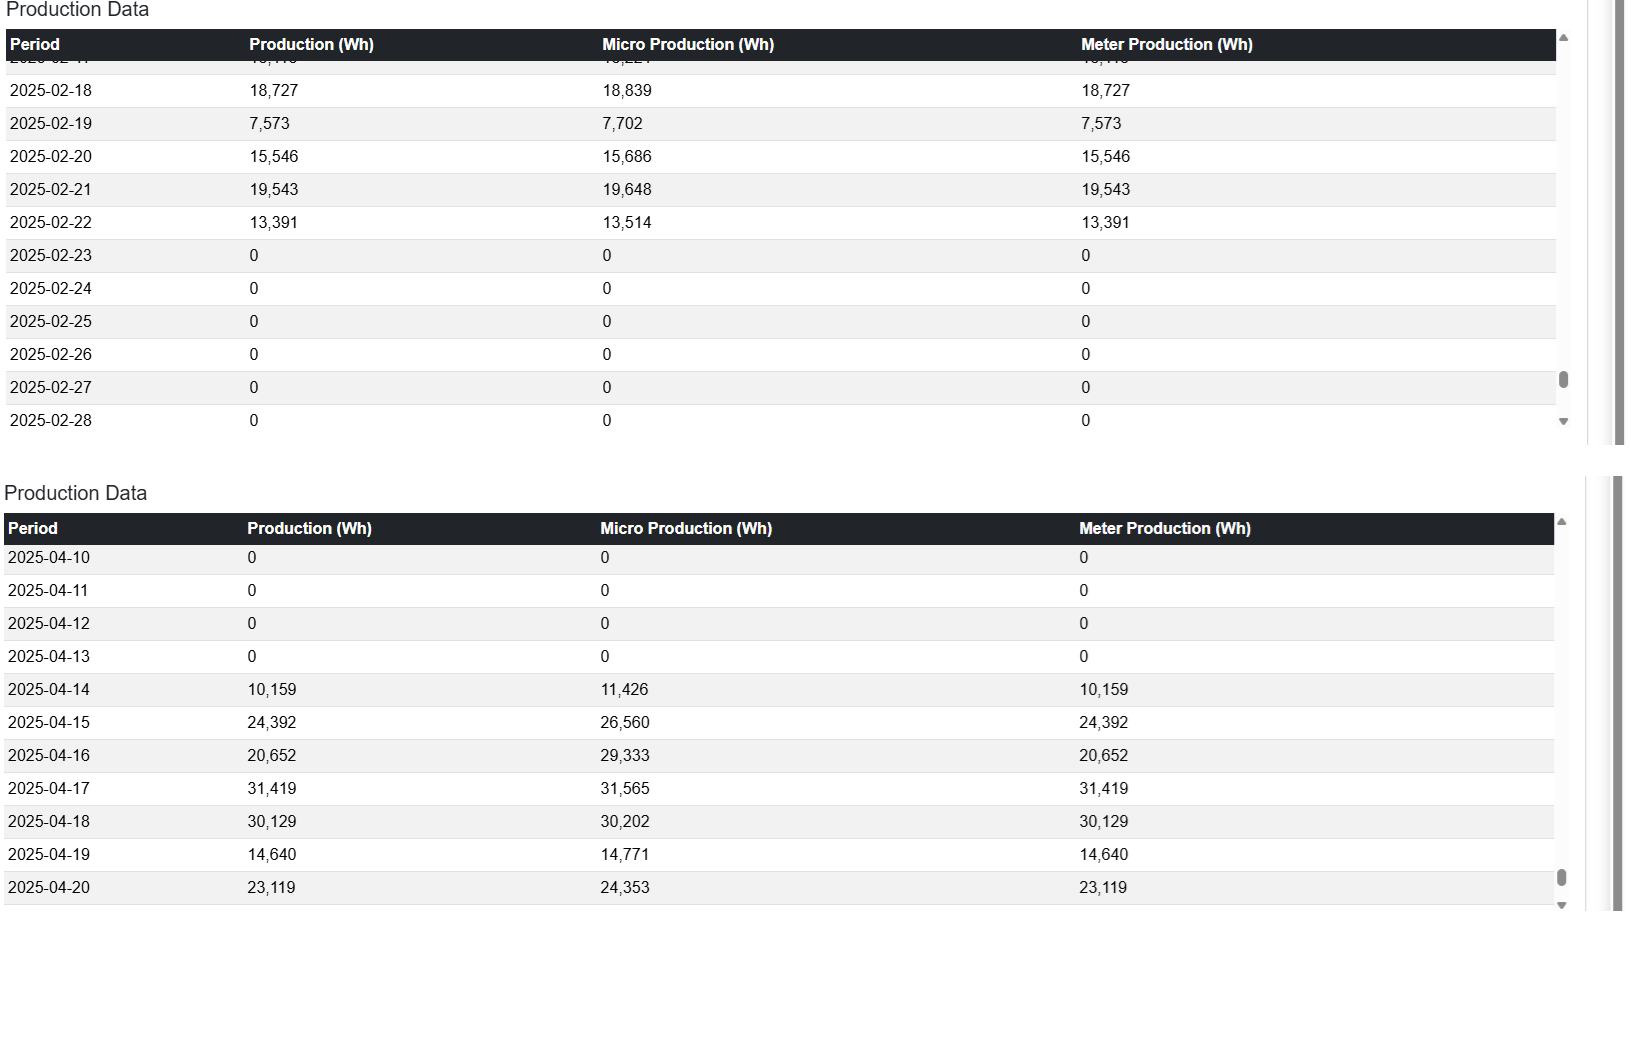 Production Data
Period Production (Wh) Micro Production (Wh) Meter Production (Wh)
2025-02-18 18,727 18,839 18,727
2025-02-19 7,573 7,702 7,573
2025-02-20 15,546 15,686 15,546
2025-02-21 19,543 19,648 19,543
2025-02-22 13,391 13,514 13,391
2025-02-23 0 0 0
2025-02-24 0 0 0
2025-02-25 0 0 0
2025-02-26 0 0 0
2025-02-27 0 0 0
2025-02-28 0 0 0
Production Data
Period Production (Wh) Micro Production (Wh) Meter Production (Wh)
2025-04-10 0 0 0
2025-04-11 0 0 0
2025-04-12 0 0 0
2025-04-13 0 0 0
2025-04-14 10,159 11,426 10,159
2025-04-15 24,392 26,560 24,392
2025-04-16 20,652 29,333 20,652
2025-04-17 31,419 31,565 31,419
2025-04-18 30,129 30,202 30,129
2025-04-19 14,640 14,771 14,640
2025-04-20 23,119 24,353 23,119